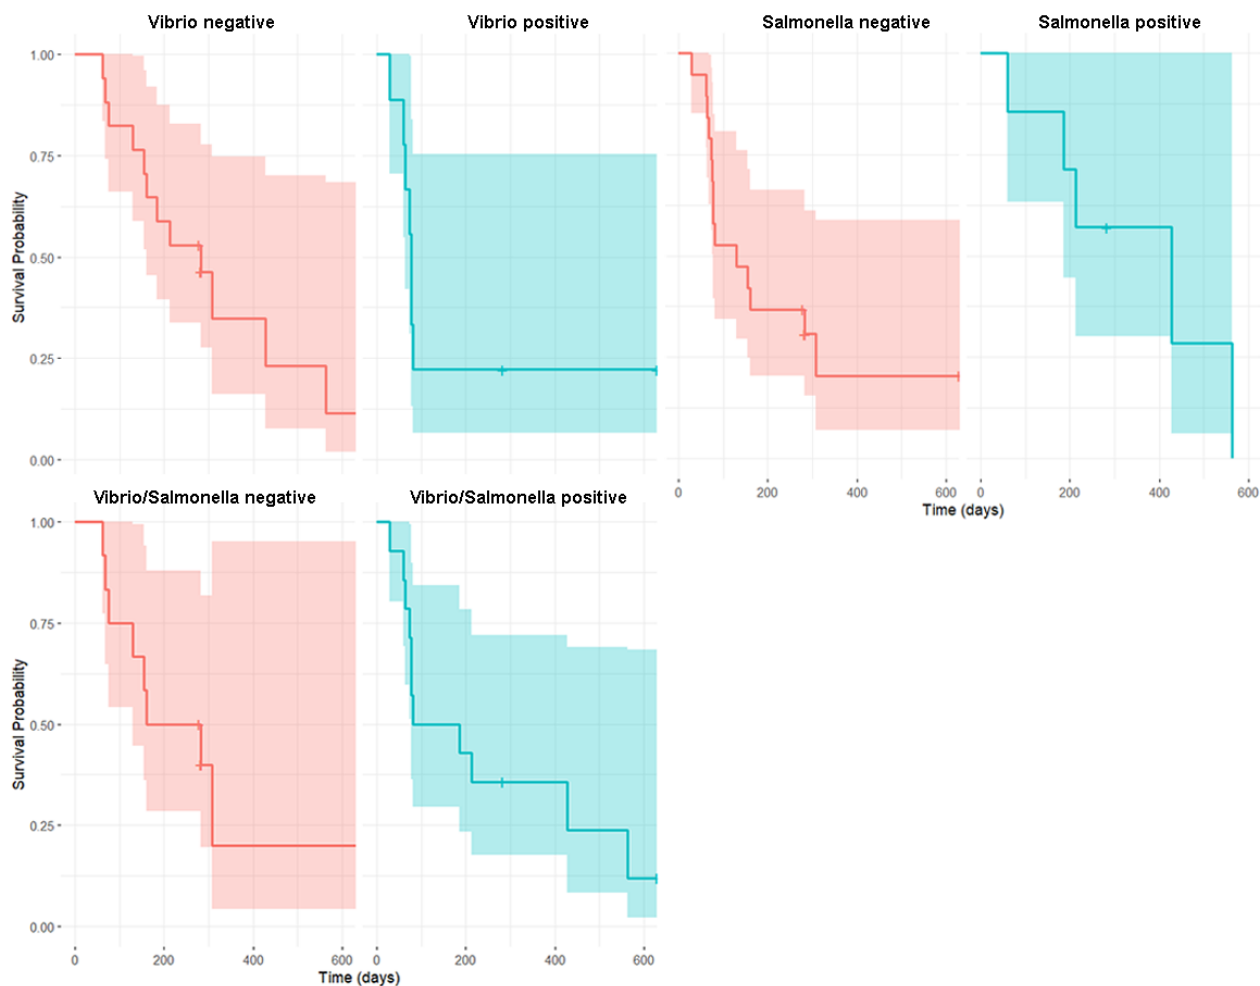 Vibrio negative
Vibrio positive
Salmonella negative
Salmonella positive
1.00
0.75
0.50
0.25
0.00
Survival Probability
0 200 400 600 0 200 400 600
Time (days)
Vibrio/Salmonella negative
Vibrio/Salmonella positive
1.00
0.75
0.50
0.25
0.00
Survival Probability
0 200 400 600 0 200 400 600
Time (days)